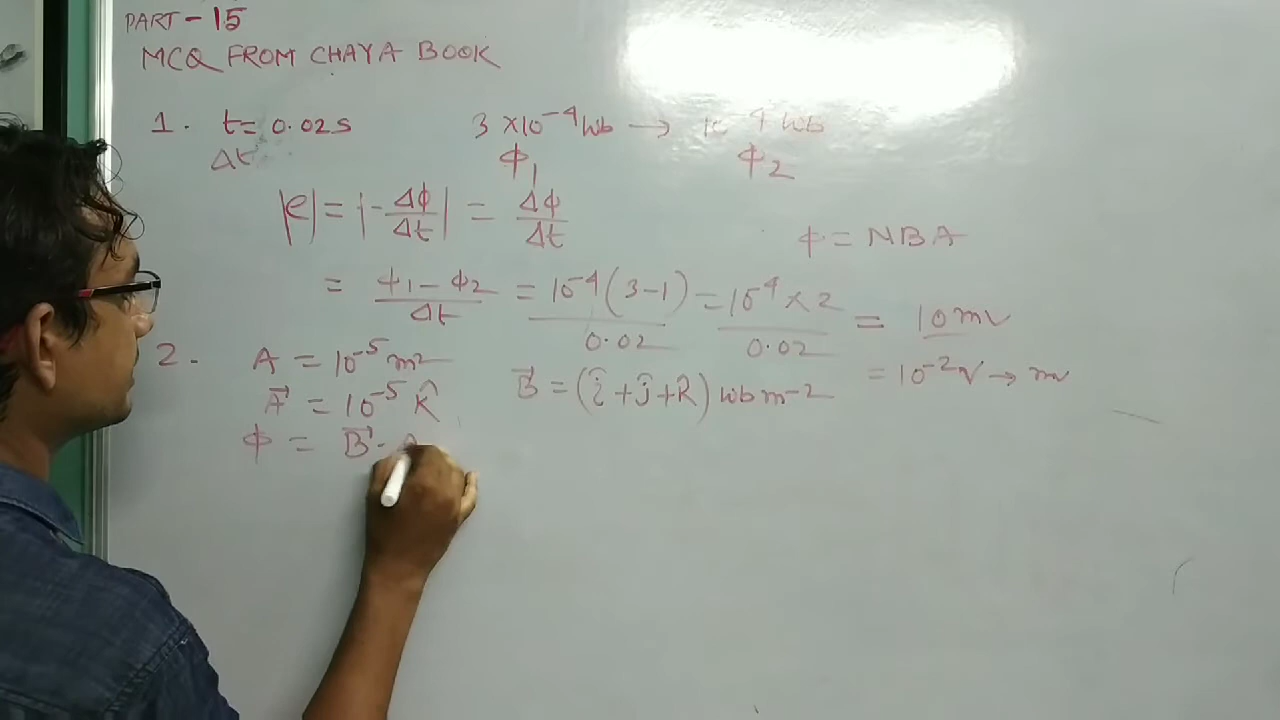 PART - 15
MCQ FROM CHAYA BOOK
1. t= 0.02s 3 ×10⁻⁴ Wb → 10⁻⁴ Wb
Δt ϕ₁ ϕ₂
|e| = |-Δϕ/Δt| = Δϕ/Δt
ϕ = NBA
= ϕ₁ - ϕ₂/Δt = 10⁻⁴(3-1)/0.02 = 10⁻⁴ × 2/0.02 = 10 mv
= 10⁻² V → mv
2. A = 10⁻⁵ m²
B⃗ = (î + ĵ + k̂) wb m⁻²
A⃗ = 10⁻⁵ k̂
ϕ = B⃗ · A